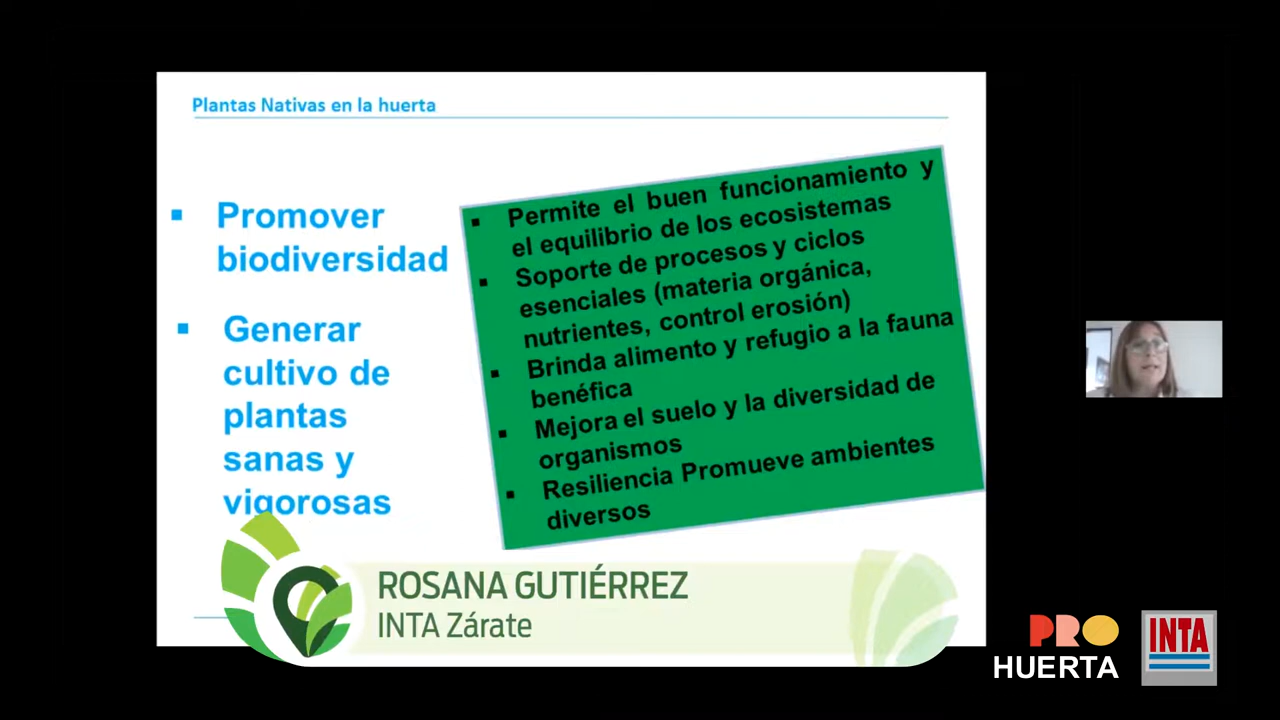 Plantas Nativas en la huerta
▪ Promover
biodiversidad
▪ Generar
cultivo de
plantas
sanas y
vigorosas
▪ Permite el buen funcionamiento y
el equilibrio de los ecosistemas
▪ Soporte de procesos y ciclos
esenciales (materia orgánica,
nutrientes, control erosión)
▪ Brinda alimento y refugio a la fauna
benéfica
▪ Mejora el suelo y la diversidad de
organismos
▪ Resiliencia Promueve ambientes
diversos
ROSANA GUTIÉRREZ
INTA Zárate
PRO
HUERTA
INTA